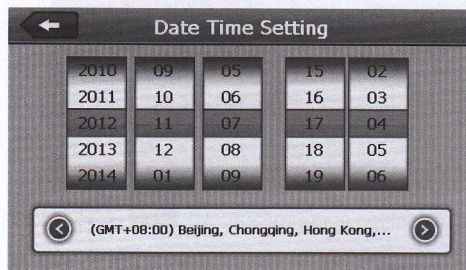 Date Time Setting
2010 09 05 15 02
2011 10 06 16 03
2012 11 07 17 04
2013 12 08 18 05
2014 01 09 19 06
(GMT+08:00) Beijing, Chongqing, Hong Kong,...